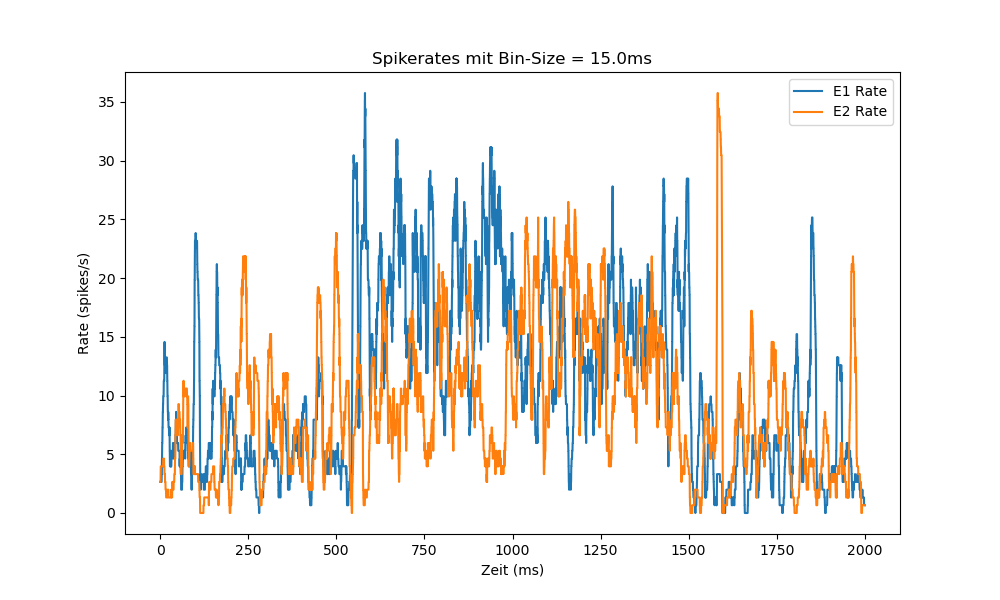 Spikerates mit Bin-Size = 15.0ms
E1 Rate
E2 Rate
Rate (spikes/s)
35
30
25
20
15
10
5
0
0 250 500 750 1000 1250 1500 1750 2000
Zeit (ms)